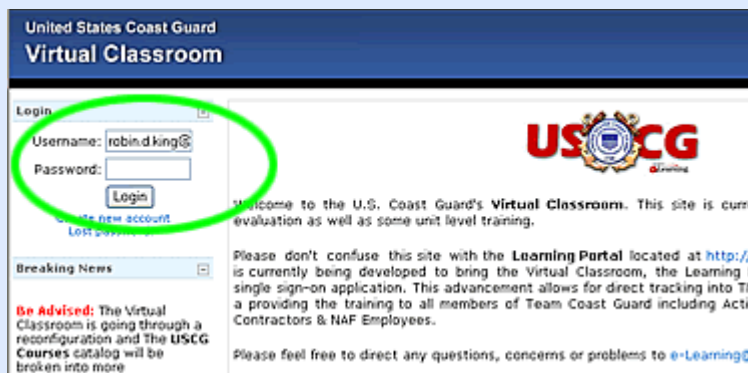 United States Coast Guard
Virtual Classroom
Login
Username: robin.d.king@
Password:
Login
Create new account
Lost password?
Breaking News
Be Advised: The Virtual
Classroom is going through a
reconfiguration and The USCG
Courses catalog will be
broken into more
USCG
eLearning
Welcome to the U.S. Coast Guard's Virtual Classroom. This site is curr
evaluation as well as some unit level training.
Please don't confuse this site with the Learning Portal located at http://
is currently being developed to bring the Virtual Classroom, the Learning
single sign-on application. This advancement allows for direct tracking into T
a providing the training to all members of Team Coast Guard including Acti
Contractors & NAF Employees.
Please feel free to direct any questions, concerns or problems to e-Learning@